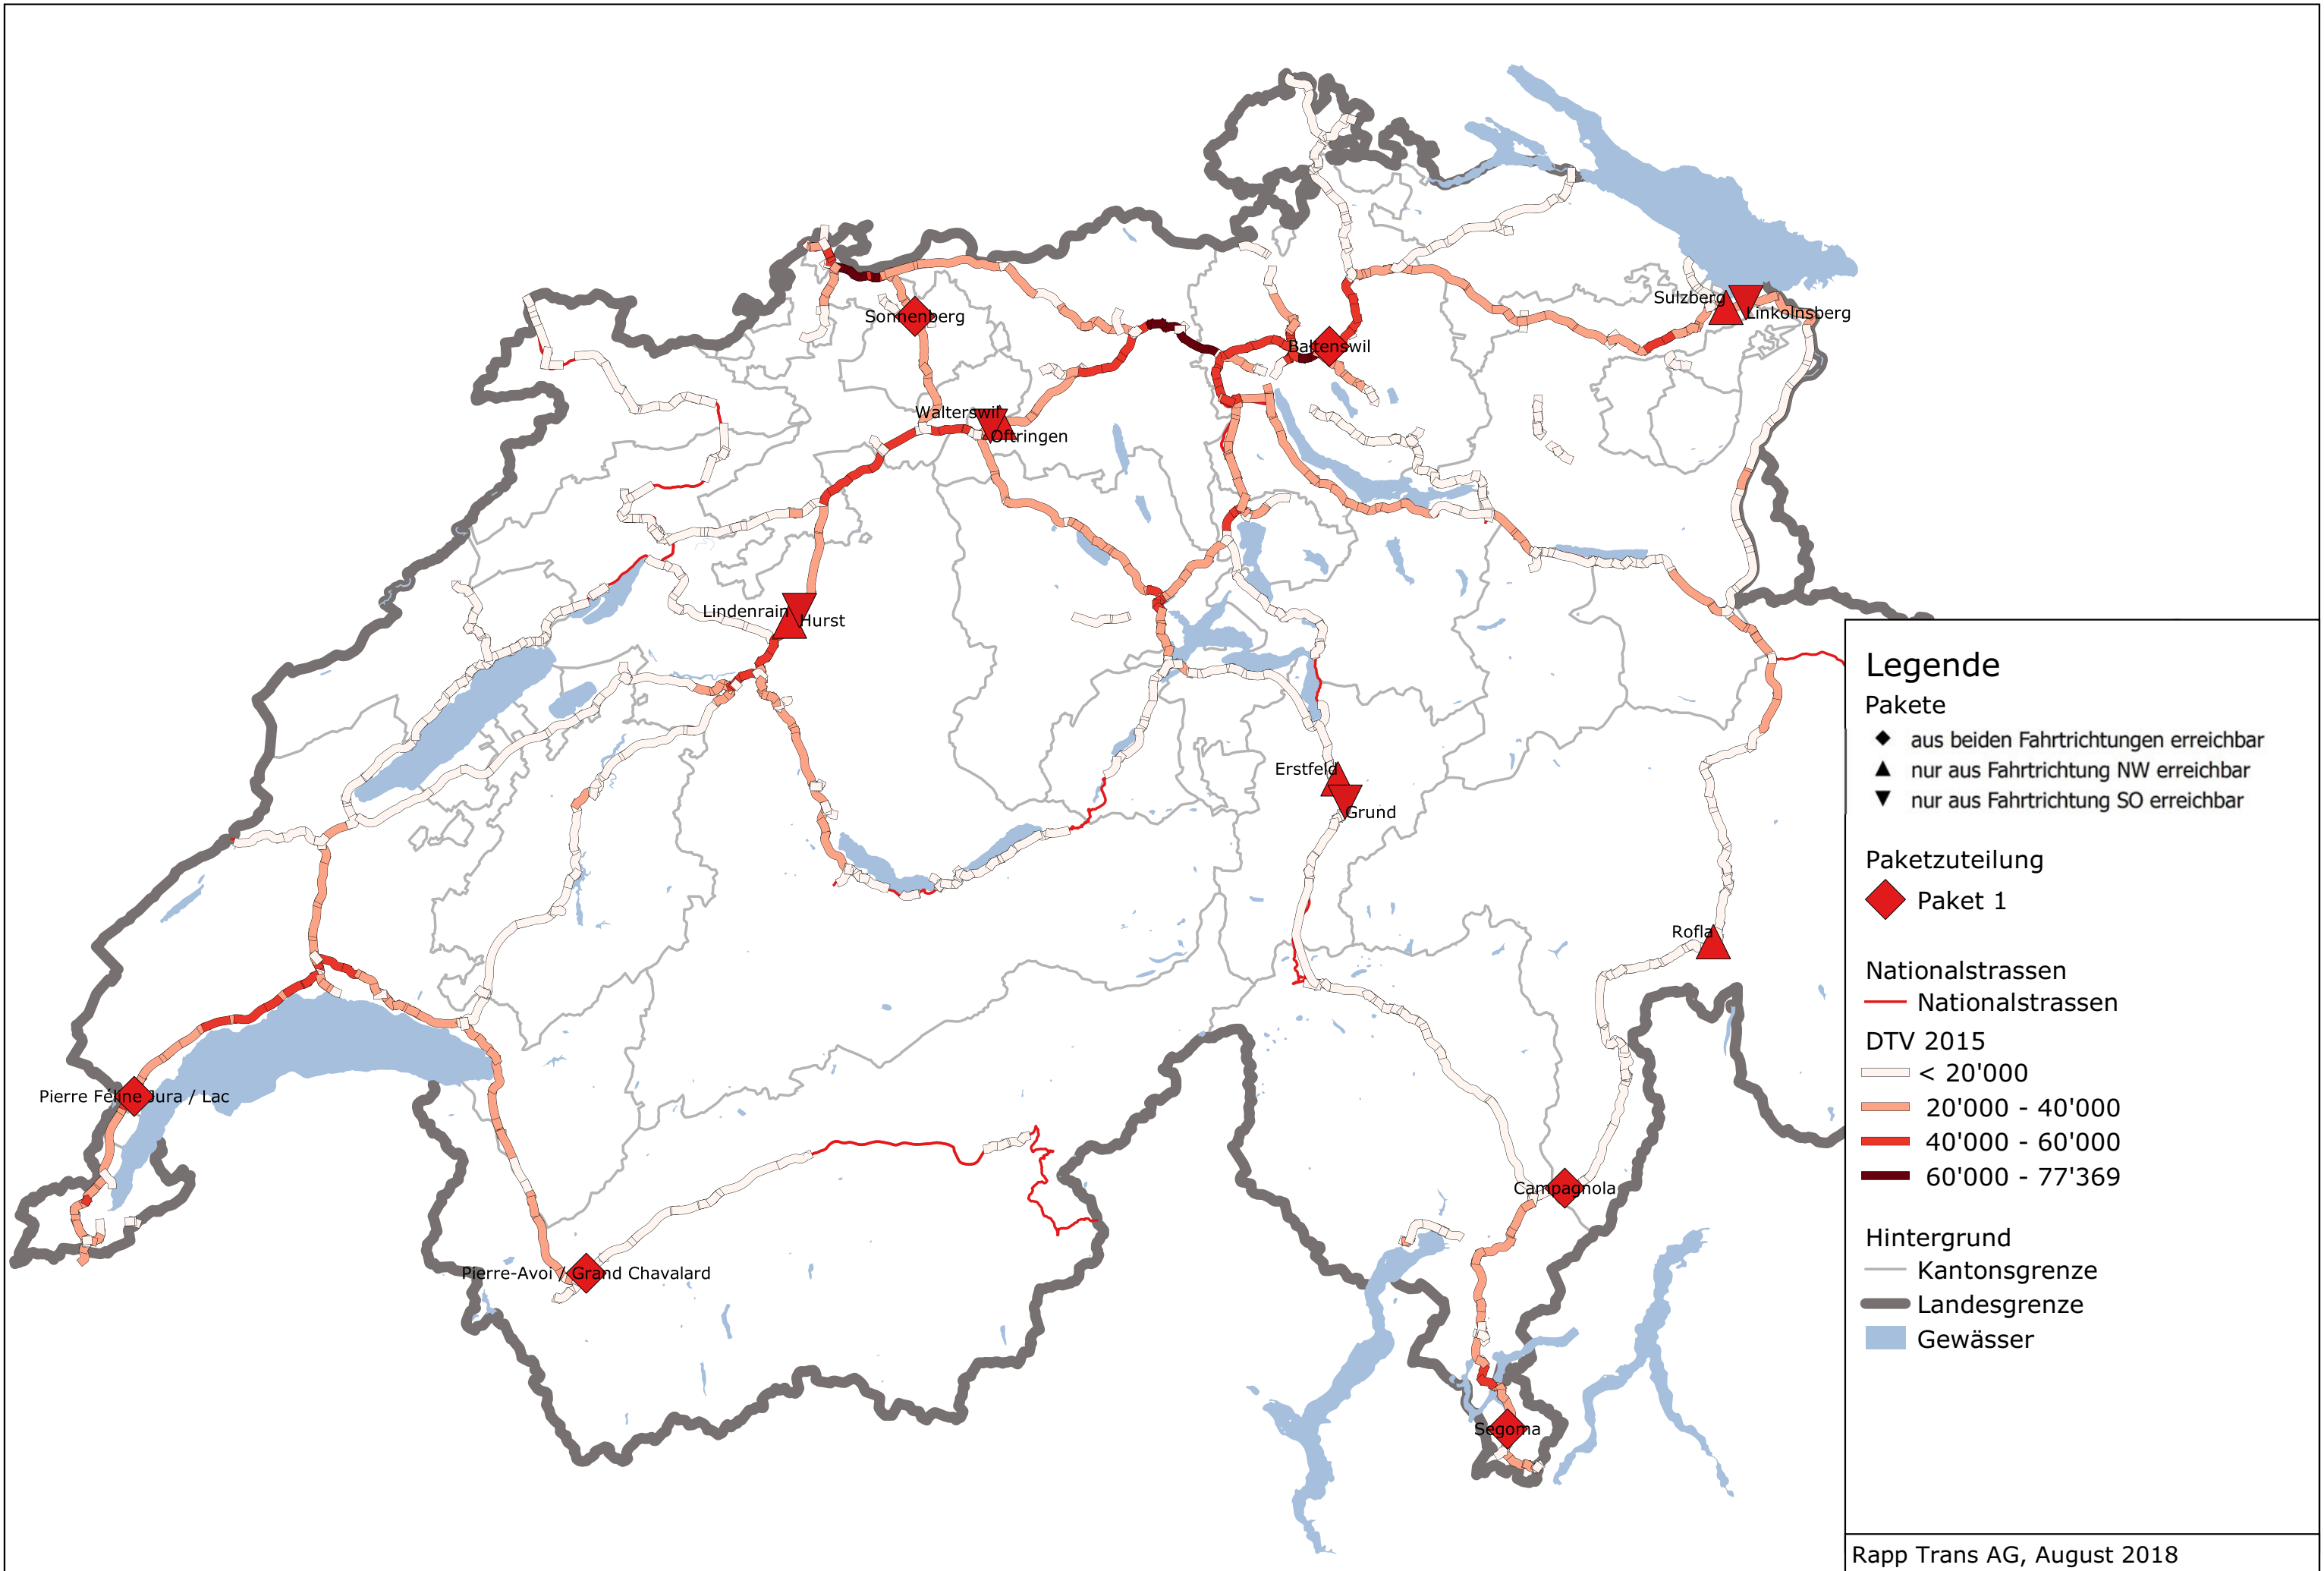 Sonnenberg
Baltenswil
Sulzberg
Linkolnsberg
Walterswil
Oftringen
Lindenrain
Hurst
Erstfeld
Grund
Rofla
Pierre Féline Jura / Lac
Campagnola
Pierre-Avoi / Grand Chavalard
Segoma
Legende
Pakete
aus beiden Fahrtrichtungen erreichbar
nur aus Fahrtrichtung NW erreichbar
nur aus Fahrtrichtung SO erreichbar
Paketzuteilung
Paket 1
Nationalstrassen
Nationalstrassen
DTV 2015
< 20'000
20'000 - 40'000
40'000 - 60'000
60'000 - 77'369
Hintergrund
Kantonsgrenze
Landesgrenze
Gewässer
Rapp Trans AG, August 2018